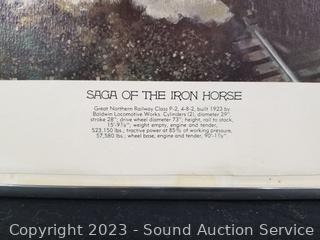 SAGA OF THE IRON HORSE
Great Northern Railway Class P-2, 4-8-2, built 1923 by
Baldwin Locomotive Works. Cylinders (2), diameter 29"
stroke 28"; drive wheel diameter 73"; height, rail to stack,
15'-9¾"; weight empty, engine and tender,
523,150 lbs.; tractive power at 85% of working pressure,
57,580 lbs.; wheel base, engine and tender, 90'-1¾"
Copyright 2023 - Sound Auction Service